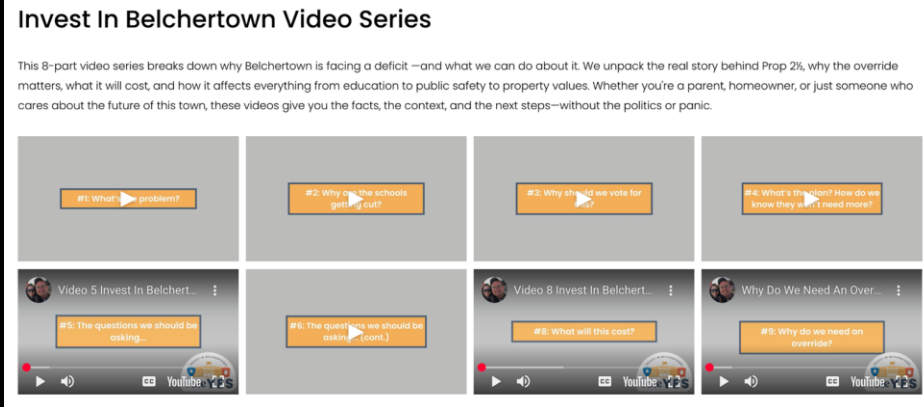 Invest In Belchertown Video Series
This 8-part video series breaks down why Belchertown is facing a deficit —and what we can do about it. We unpack the real story behind Prop 2½, why the override
matters, what it will cost, and how it affects everything from education to public safety to property values. Whether you're a parent, homeowner, or just someone who
cares about the future of this town, these videos give you the facts, the context, and the next steps—without the politics or panic.
#1: What's the problem?
#2: Why are the schools
getting cut?
#3: Why should we vote for
this?
#4: What's the plan? How do we
know they won't need more?
Video 5 Invest In Belchert...
#5: The questions we should be
asking...
CC YouTube YES
#6: The questions we should be
asking... (cont.)
Video 8 Invest In Belchert...
#8: What will this cost?
CC YouTube YES
Why Do We Need An Over...
#9: Why do we need an
override?
CC YouTube YES